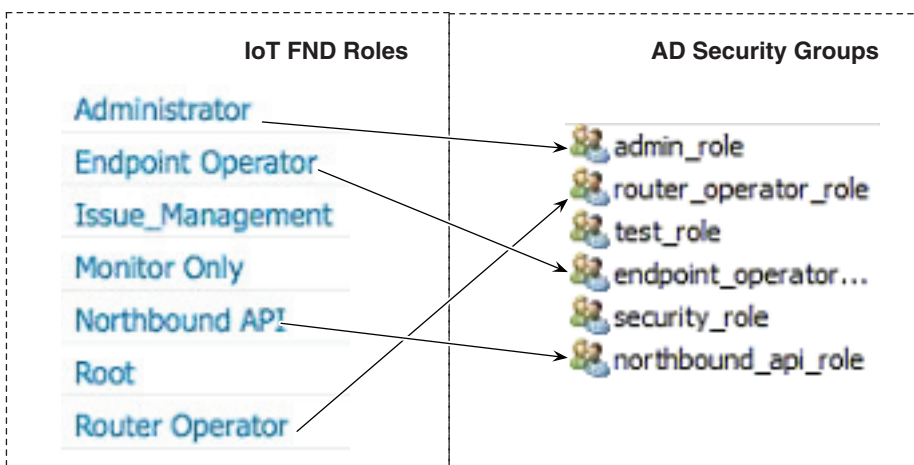 IoT FND Roles
Administrator
Endpoint Operator
Issue_Management
Monitor Only
Northbound API
Root
Router Operator
AD Security Groups
admin_role
router_operator_role
test_role
endpoint_operator...
security_role
northbound_api_role